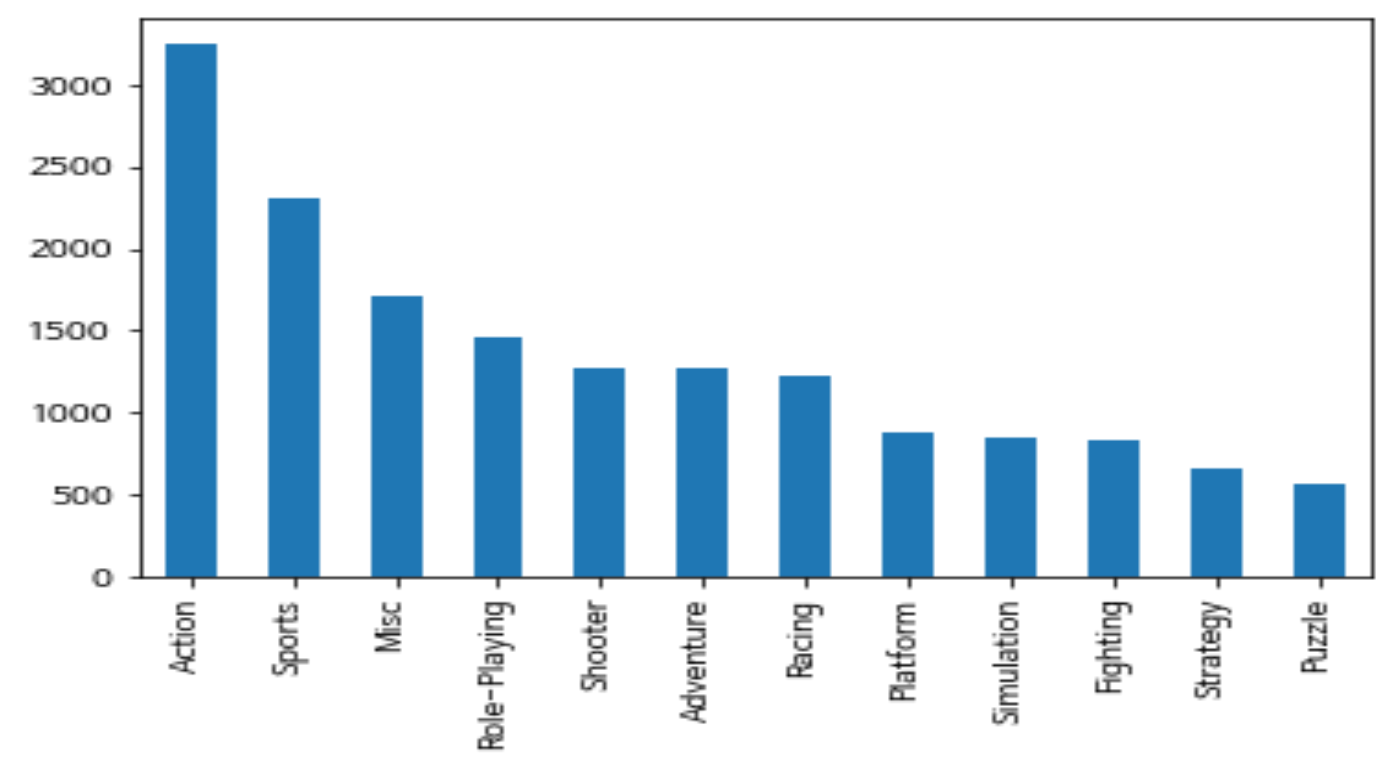 3000
2500
2000
1500
1000
500
0
Action
Sports
Misc
Role-Playing
Shooter
Adventure
Racing
Platform
Simulation
Fighting
Strategy
Puzzle